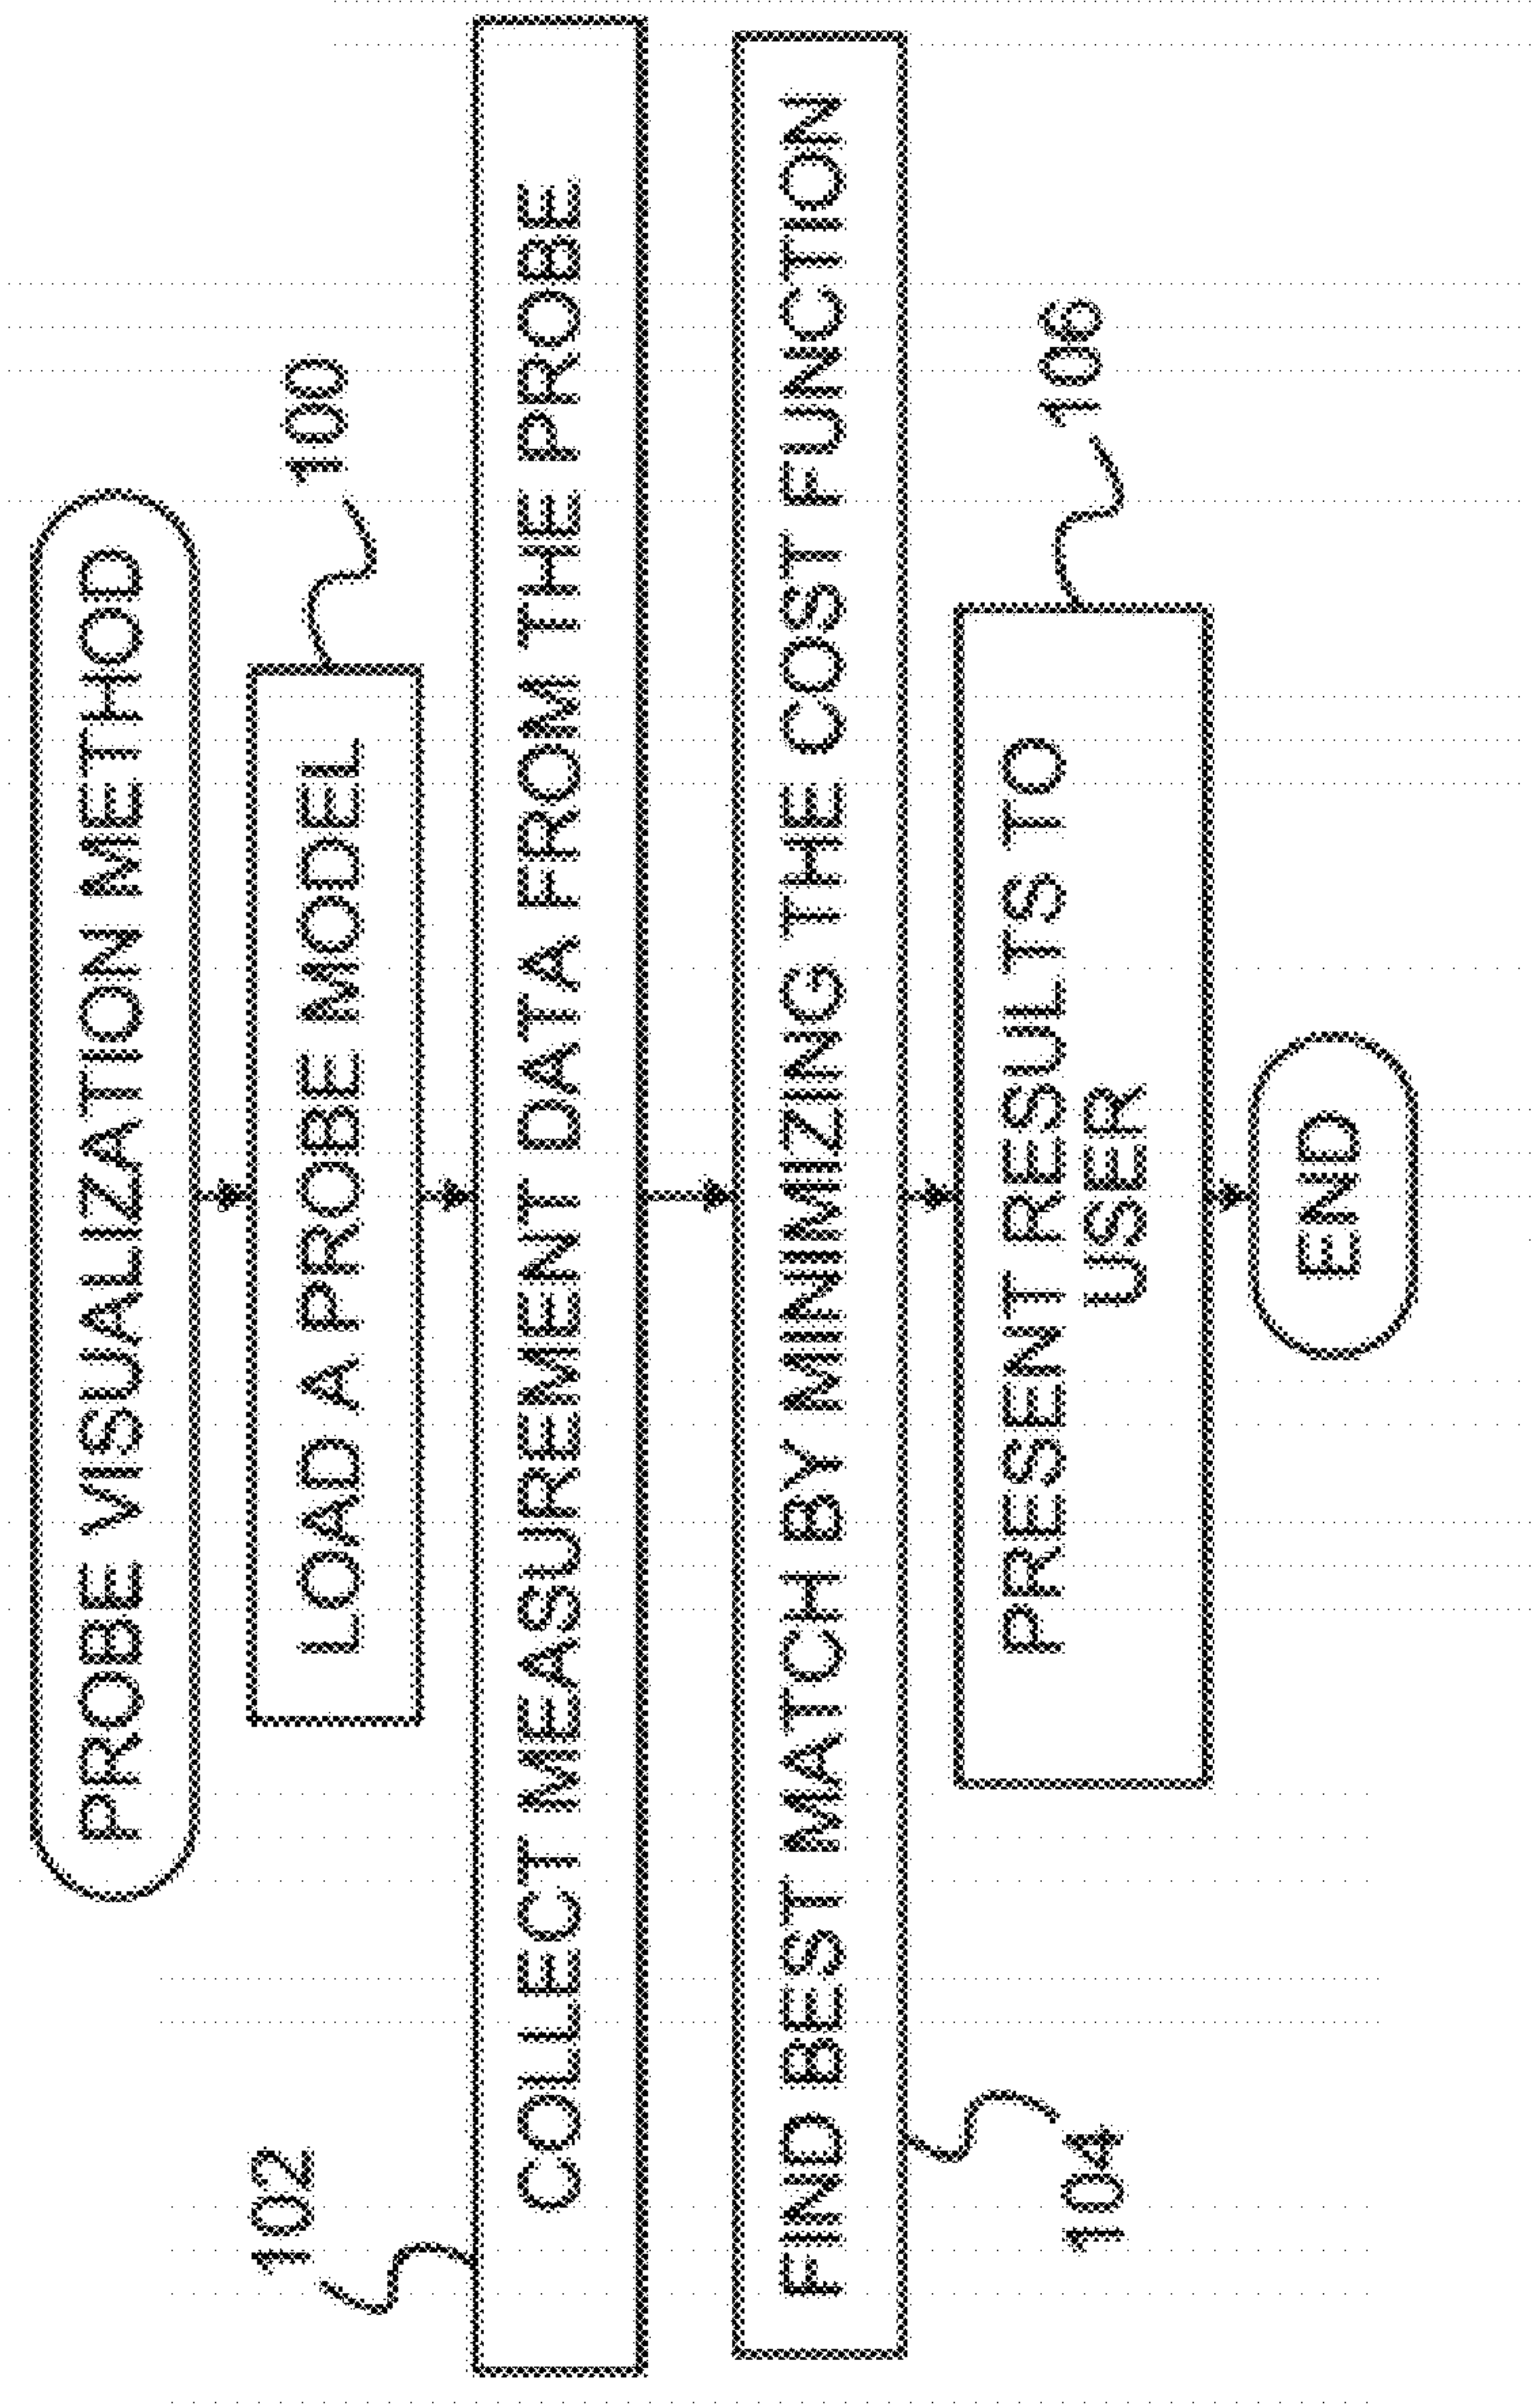 PROBE VISUALIZATION METHOD
100
LOAD A PROBE MODEL
102
COLLECT MEASUREMENT DATA FROM THE PROBE
FIND BEST MATCH BY MINIMIZING THE COST FUNCTION
104
106
PRESENT RESULTS TO
USER
END